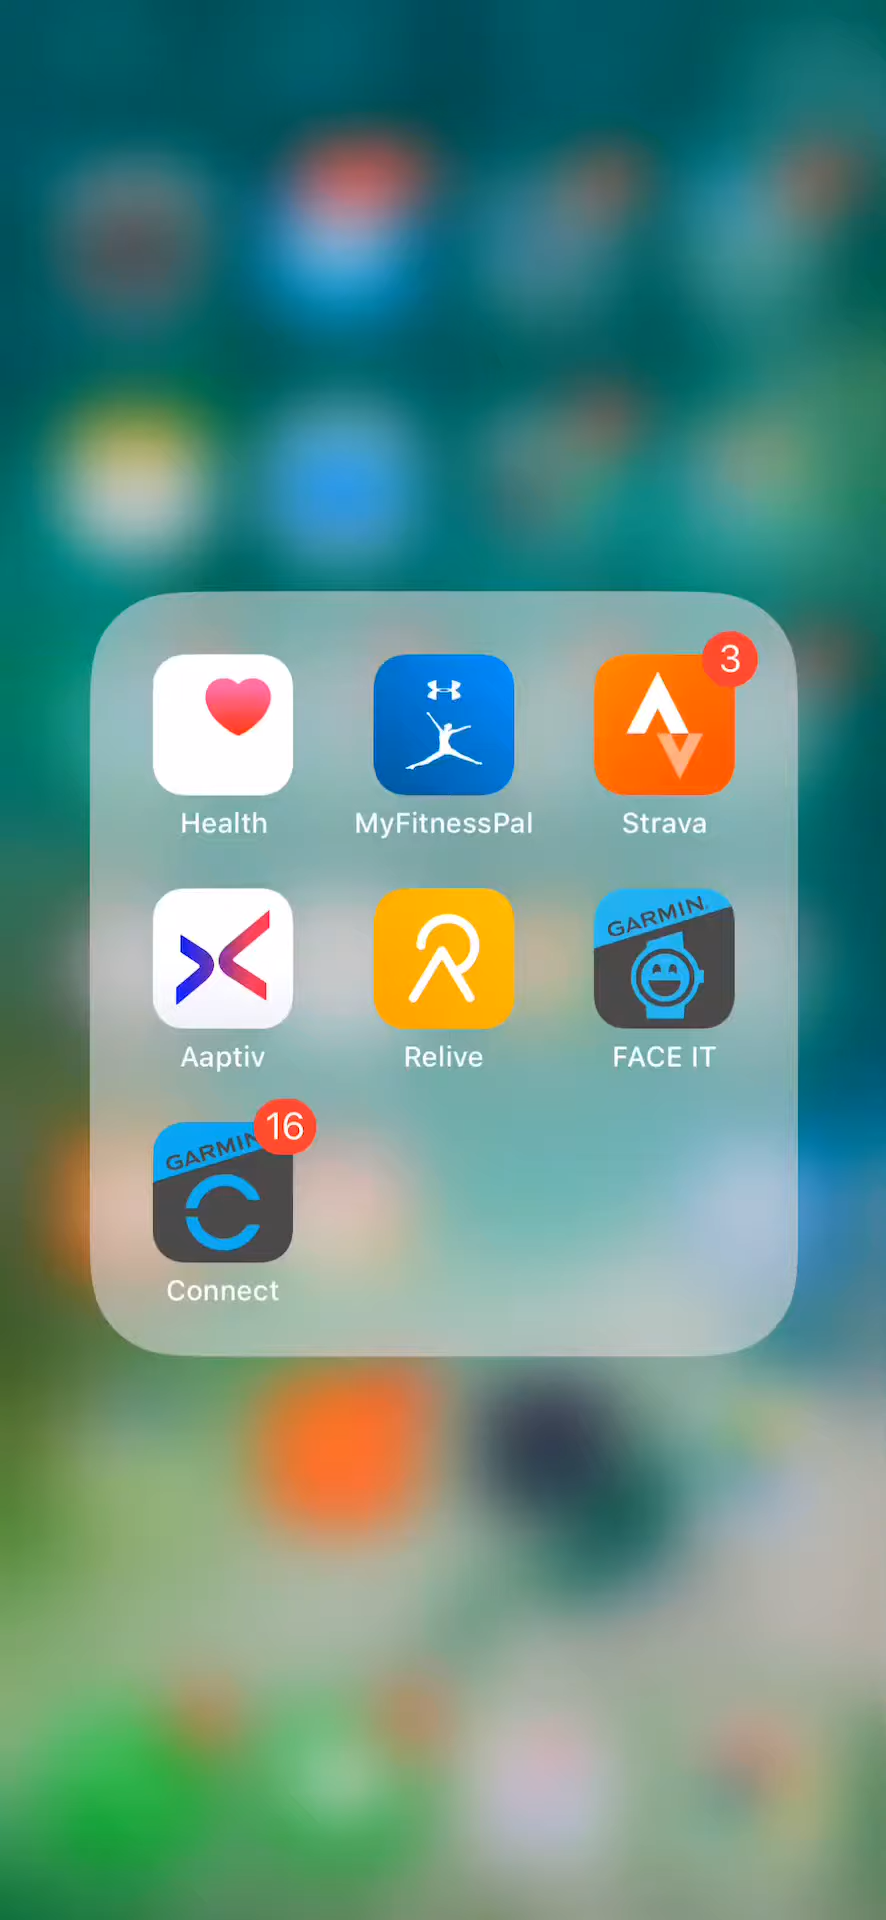 3
Health MyFitnessPal Strava
GARMIN
Aaptiv Relive FACE IT
GARMIN 16
Connect